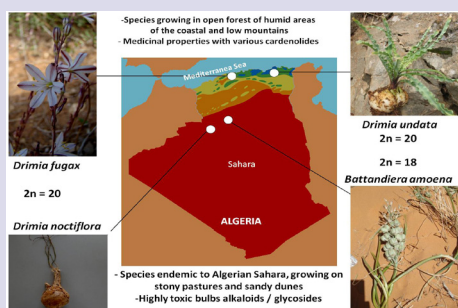 -Species growing in open forest of humid areas
of the coastal and low mountains
- Medicinal properties with various cardenolides
Mediterranea Sea
Drimia fugax
2n = 20
Drimia undata
2n = 20
2n = 18
Battandiera amoena
Drimia noctiflora
Sahara
ALGERIA
- Species endemic to Algerian Sahara, growing on
stony pastures and sandy dunes
-Highly toxic bulbs alkaloids / glycosides